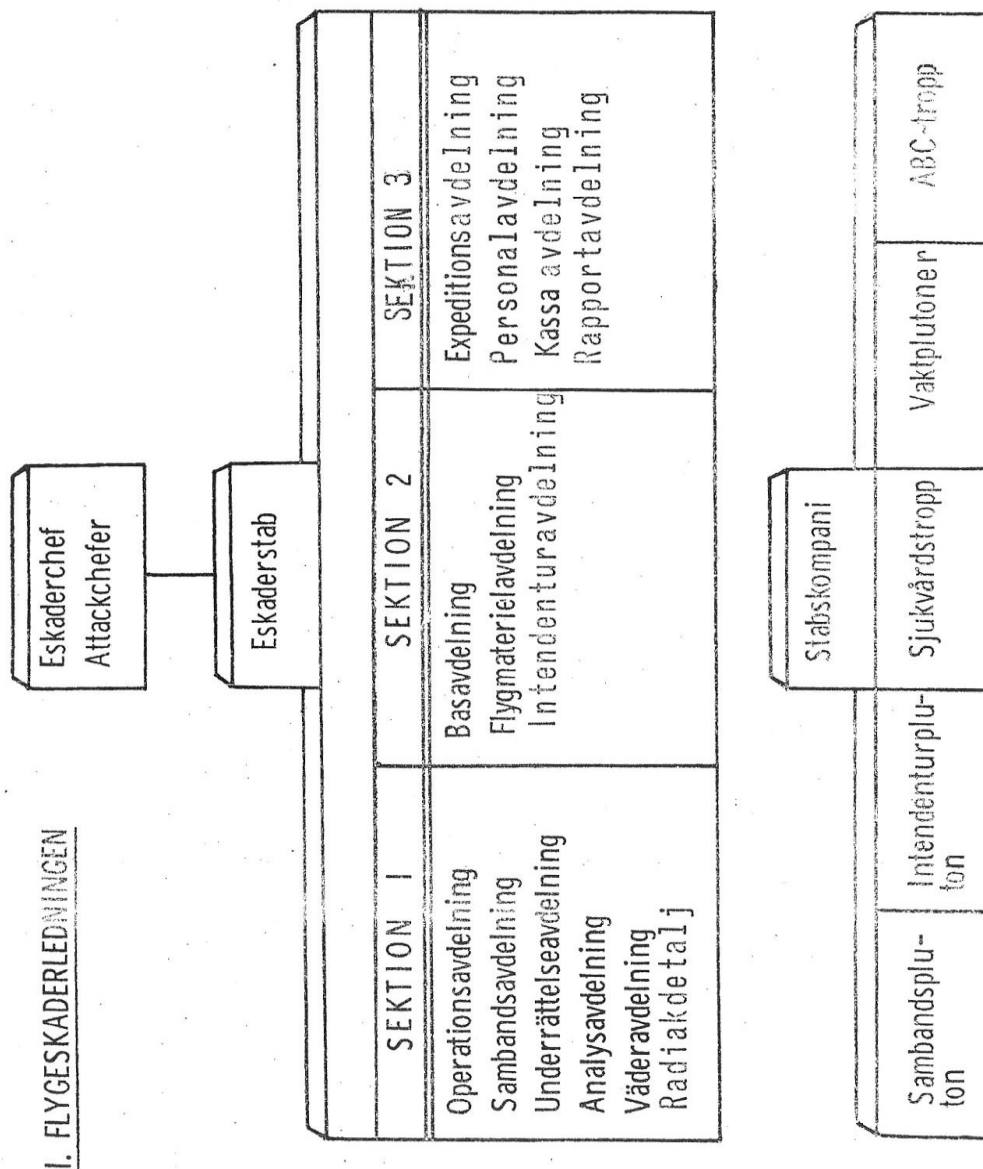 I. FLYGESKADERLEDNINGEN
Eskaderchef
Attackchefer
Eskaderstab
SEKTION I
Operationsavdelning
Sambandsavdelning
Underrättelseavdelning
Analysavdelning
Väderavdelning
Radiakdetalj
SEKTION 2
Basavdelning
Flygmaterielavdelning
Intendenturavdelning
SEKTION 3
Expeditionsavdelning
Personalavdelning
Kassa avdelning
Rapportavdelning
Stabskompani
Sambandsplu-
ton
Intendenturplu-
ton
Sjukvårdstropp
Vaktplutoner
ABC-tropp